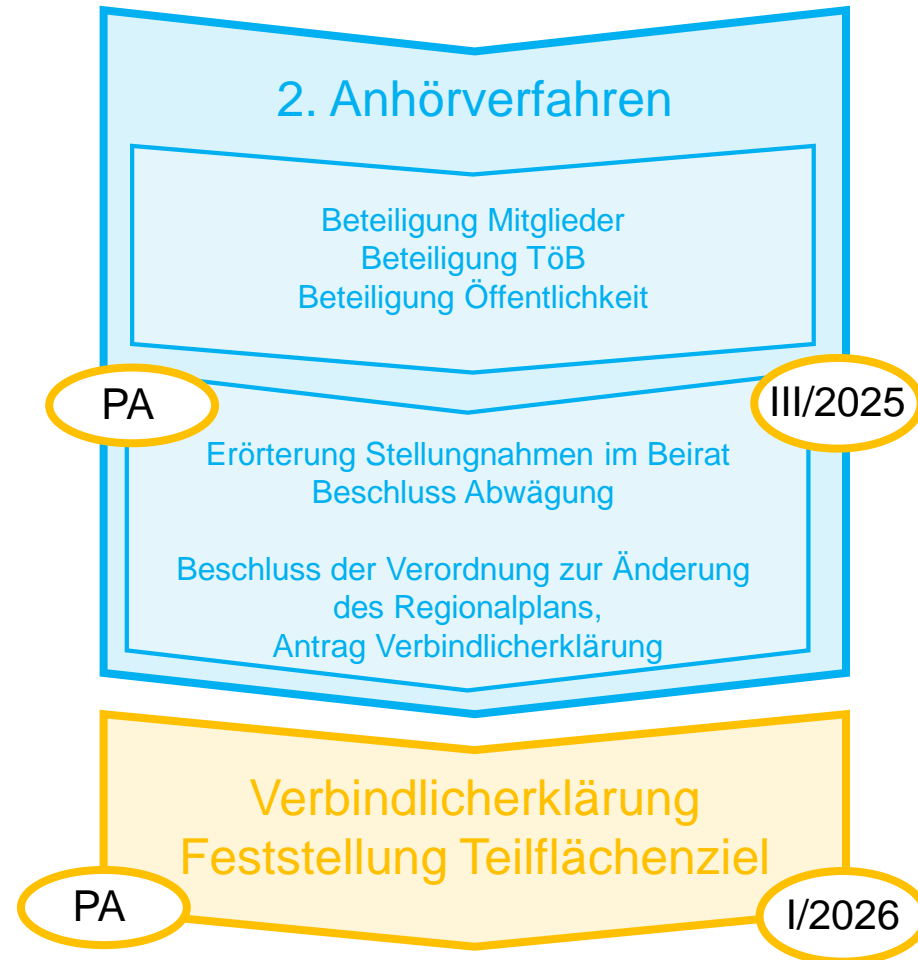 2. Anhörverfahren
Beteiligung Mitglieder
Beteiligung TöB
Beteiligung Öffentlichkeit
PA
III/2025
Erörterung Stellungnahmen im Beirat
Beschluss Abwägung
Beschluss der Verordnung zur Änderung
des Regionalplans,
Antrag Verbindlicherklärung
Verbindlicherklärung
Feststellung Teilflächenziel
PA
I/2026